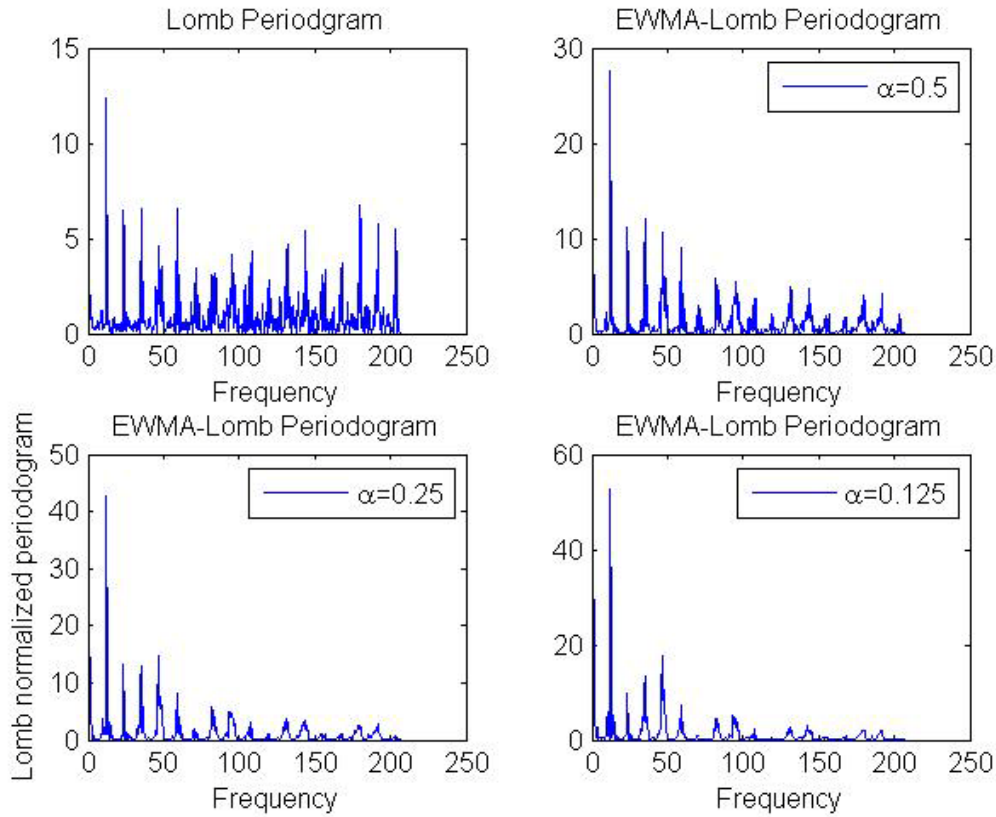 Lomb Periodgram
15
10
5
0
0 50 100 150 200 250
Frequency
EWMA-Lomb Periodogram
α=0.5
30
20
10
0
0 50 100 150 200 250
Frequency
Lomb normalized periodogram
EWMA-Lomb Periodogram
α=0.25
50
40
30
20
10
0
0 50 100 150 200 250
Frequency
EWMA-Lomb Periodogram
α=0.125
60
40
20
0
0 50 100 150 200 250
Frequency